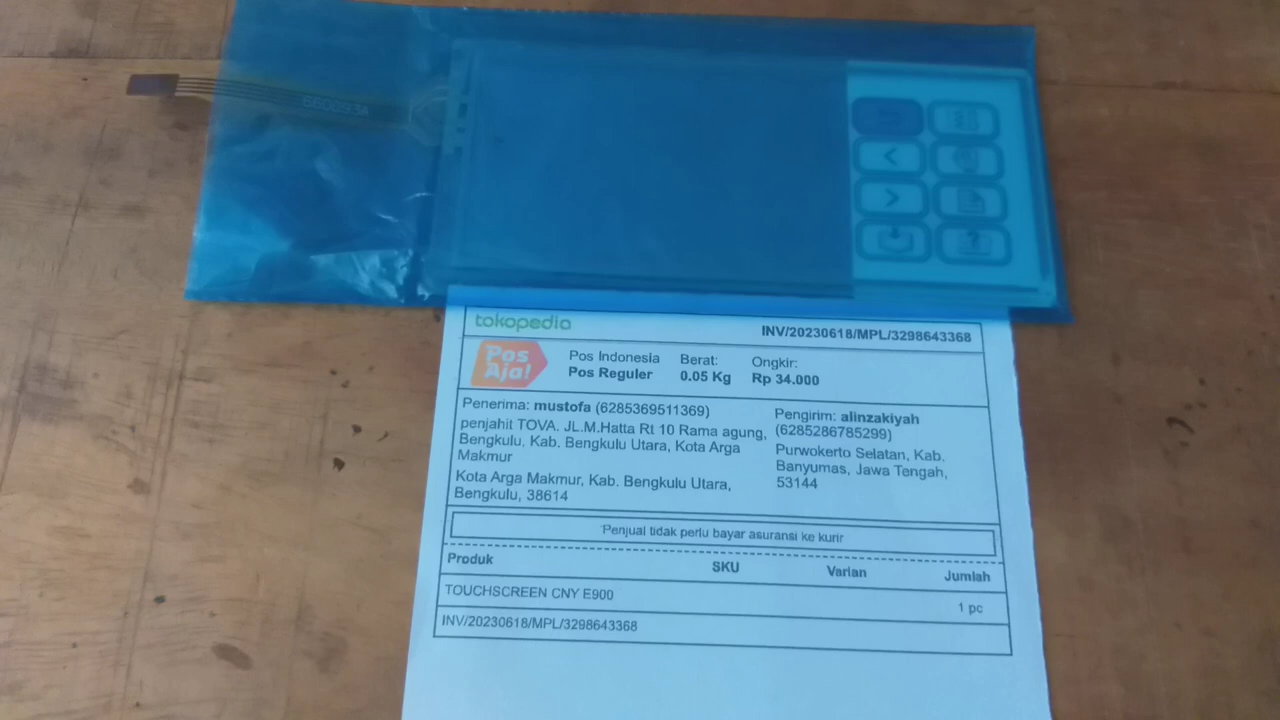 tokopedia
INV/20230618/MPL/3298643368
Pos Aja!
Pos Indonesia
Pos Reguler
Berat:
0.05 Kg
Ongkir:
Rp 34.000
Penerima: mustofa (6285369511369)
penjahit TOVA. JL.M.Hatta Rt 10 Rama agung,
Bengkulu, Kab. Bengkulu Utara, Kota Arga
Makmur
Kota Arga Makmur, Kab. Bengkulu Utara,
Bengkulu, 38614
Pengirim: alinzakiyah
(6285286785299)
Purwokerto Selatan, Kab.
Banyumas, Jawa Tengah,
53144
*Penjual tidak perlu bayar asuransi ke kurir
Produk SKU Varian Jumlah
TOUCHSCREEN CNY E900 1 pc
INV/20230618/MPL/3298643368